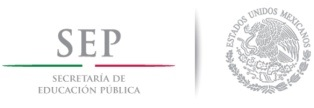 SEP
SECRETARÍA DE
EDUCACIÓN PÚBLICA
ESTADOS UNIDOS MEXICANOS